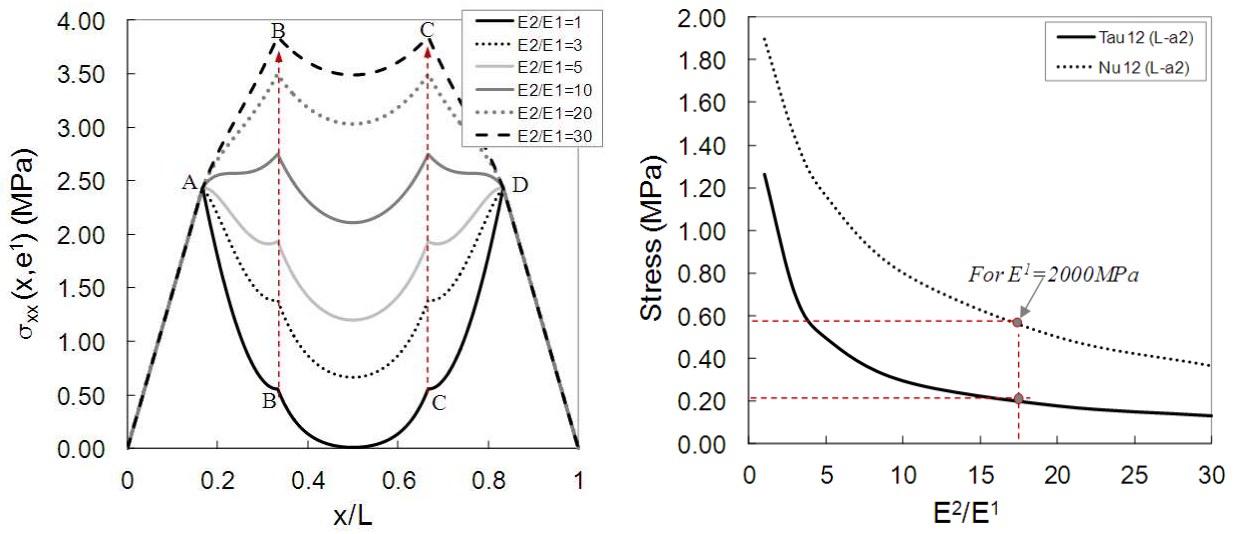 4.00
3.50
3.00
2.50
2.00
1.50
1.00
0.50
0.00
σxx (x,e¹) (MPa)
0
0.2
0.4
0.6
0.8
1
x/L
A
B
C
D
B
C
E2/E1=1
E2/E1=3
E2/E1=5
E2/E1=10
E2/E1=20
E2/E1=30
2.00
1.80
1.60
1.40
1.20
1.00
0.80
0.60
0.40
0.20
0.00
Stress (MPa)
Tau12 (L-a2)
Nu12 (L-a2)
For E¹=2000MPa
0
5
10
15
20
25
30
E²/E¹